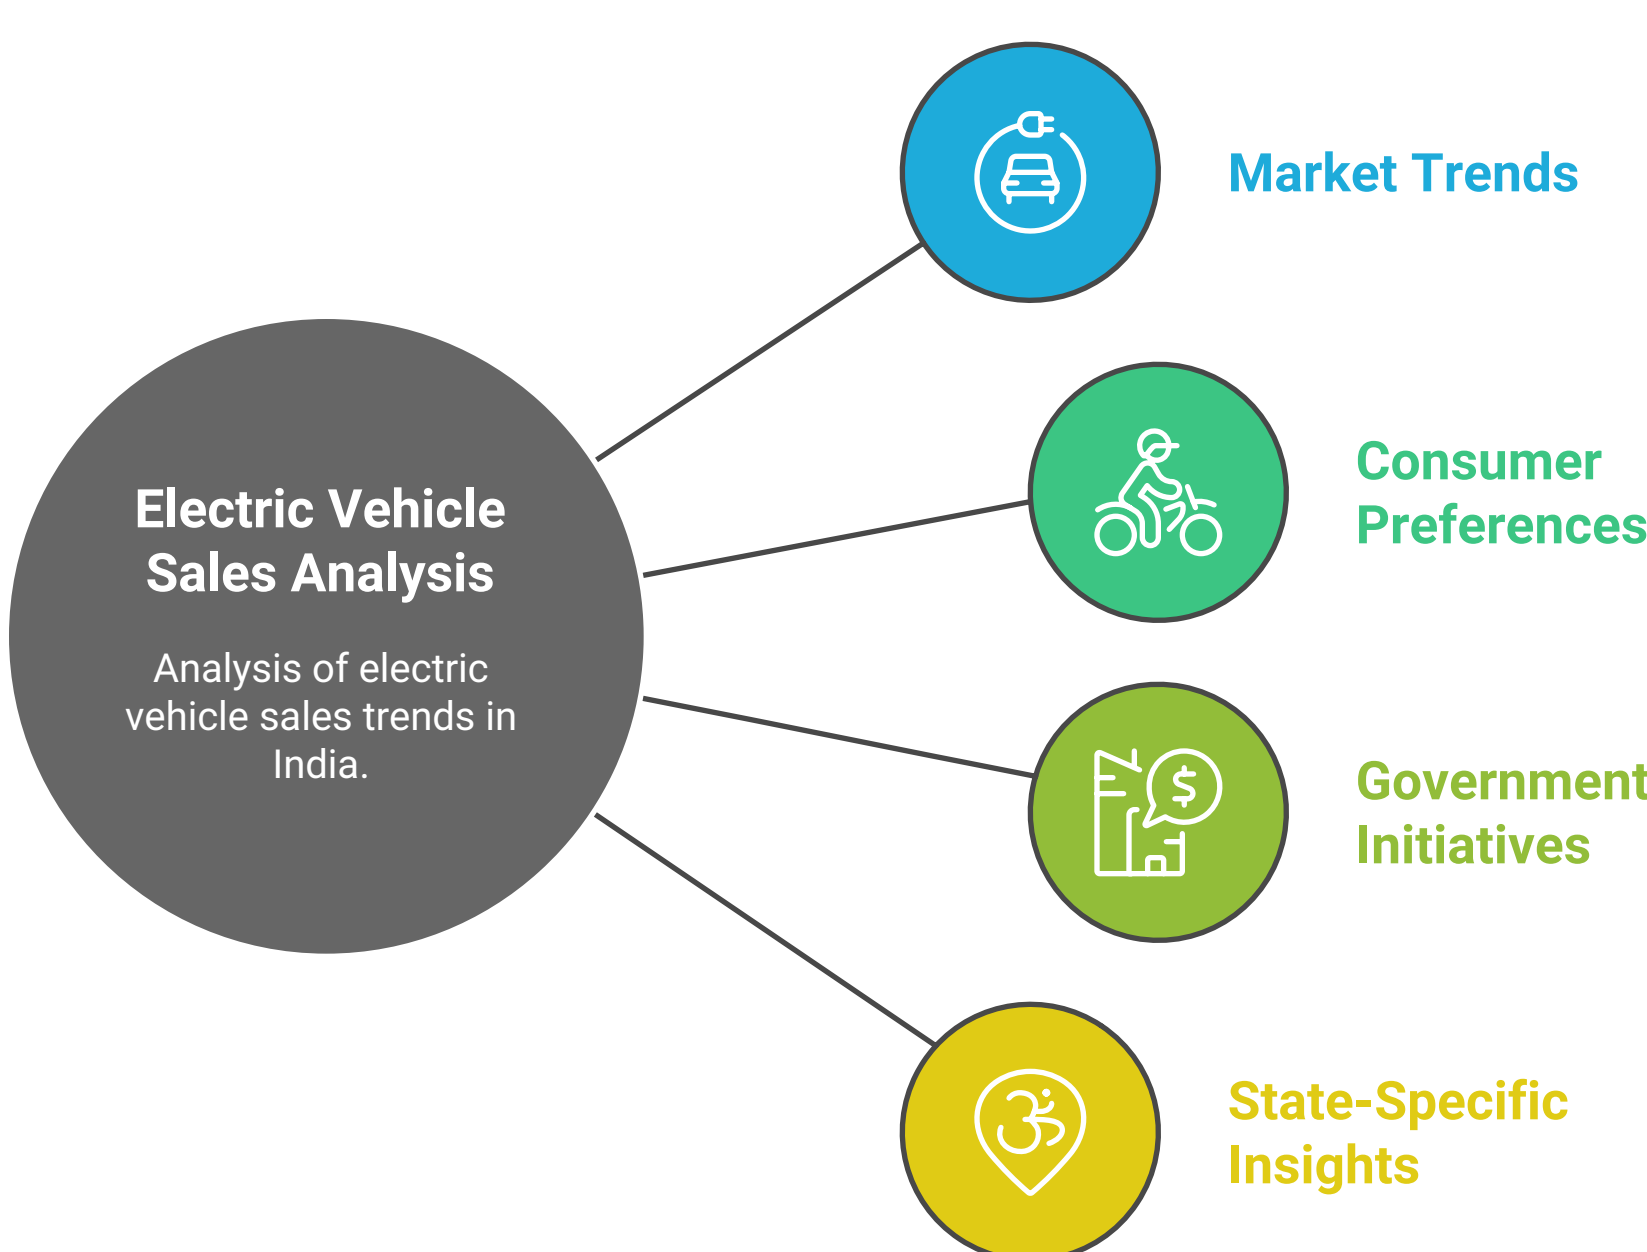 Market Trends
Consumer
Preferences
Electric Vehicle
Sales Analysis
Analysis of electric
vehicle sales trends in
India.
$
Government
Initiatives
ॐ
State-Specific
Insights